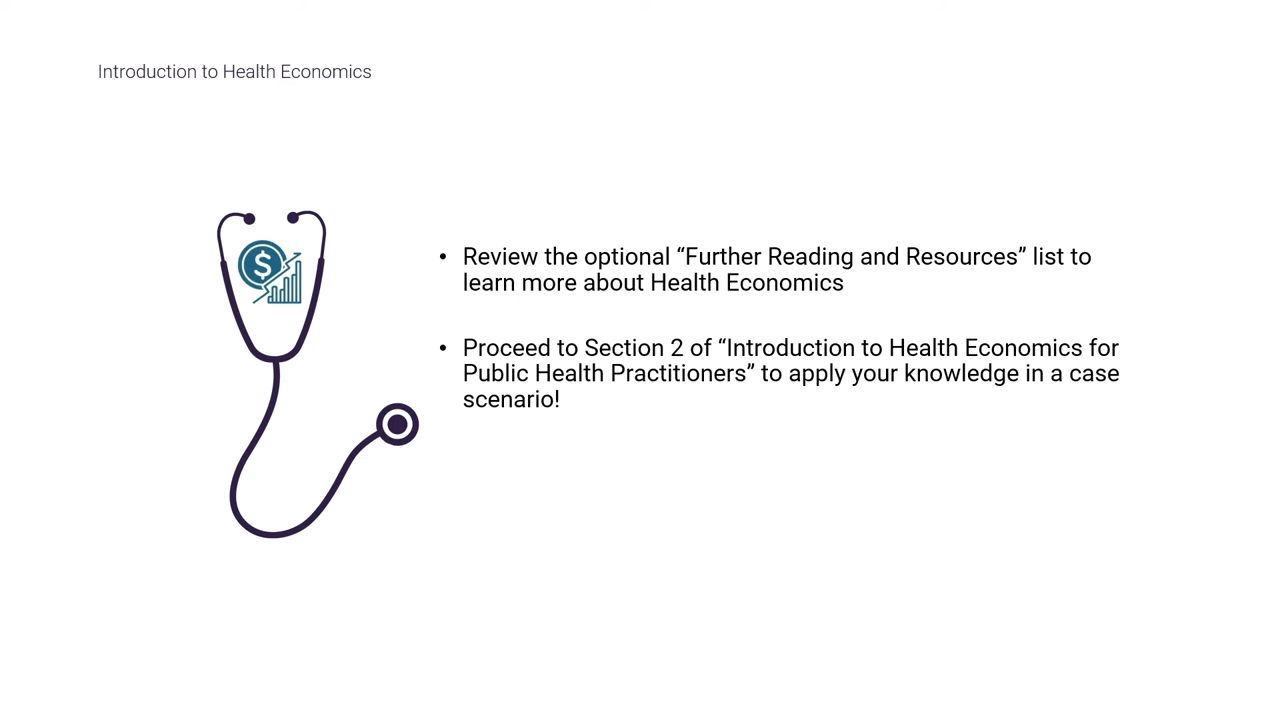 Introduction to Health Economics
• Review the optional “Further Reading and Resources” list to
learn more about Health Economics
• Proceed to Section 2 of “Introduction to Health Economics for
Public Health Practitioners” to apply your knowledge in a case
scenario!
$